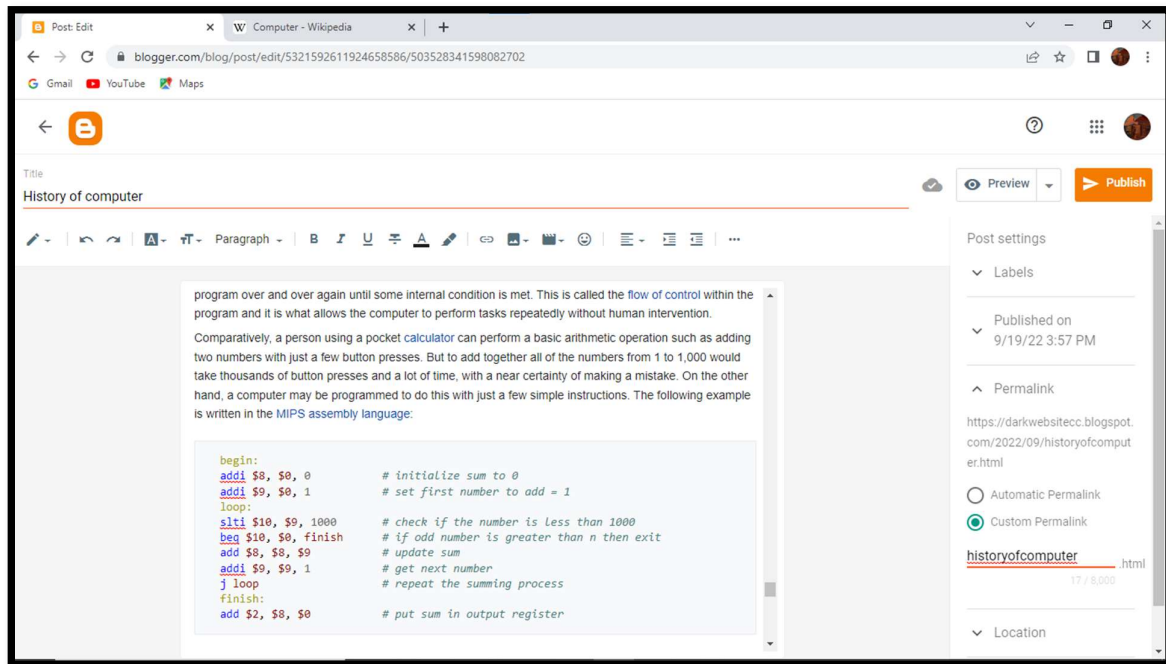 Post: Edit
Computer - Wikipedia
blogger.com/blog/post/edit/5321592611924658586/503528341598082702
Gmail YouTube Maps
Title
History of computer
Preview
Publish
Paragraph
B I U A
program over and over again until some internal condition is met. This is called the flow of control within the
program and it is what allows the computer to perform tasks repeatedly without human intervention.
Comparatively, a person using a pocket calculator can perform a basic arithmetic operation such as adding
two numbers with just a few button presses. But to add together all of the numbers from 1 to 1,000 would
take thousands of button presses and a lot of time, with a near certainty of making a mistake. On the other
hand, a computer may be programmed to do this with just a few simple instructions. The following example
is written in the MIPS assembly language:
begin:
addi $8, $0, 0 # initialize sum to 0
addi $9, $0, 1 # set first number to add = 1
loop:
slti $10, $9, 1000 # check if the number is less than 1000
beq $10, $0, finish # if odd number is greater than n then exit
add $8, $8, $9 # update sum
addi $9, $9, 1 # get next number
j loop # repeat the summing process
finish:
add $2, $8, $0 # put sum in output register
Post settings
Labels
Published on
9/19/22 3:57 PM
Permalink
https://darkwebsitecc.blogspot.
com/2022/09/historyofcomput
er.html
Automatic Permalink
Custom Permalink
historyofcomputer .html
17 / 8,000
Location